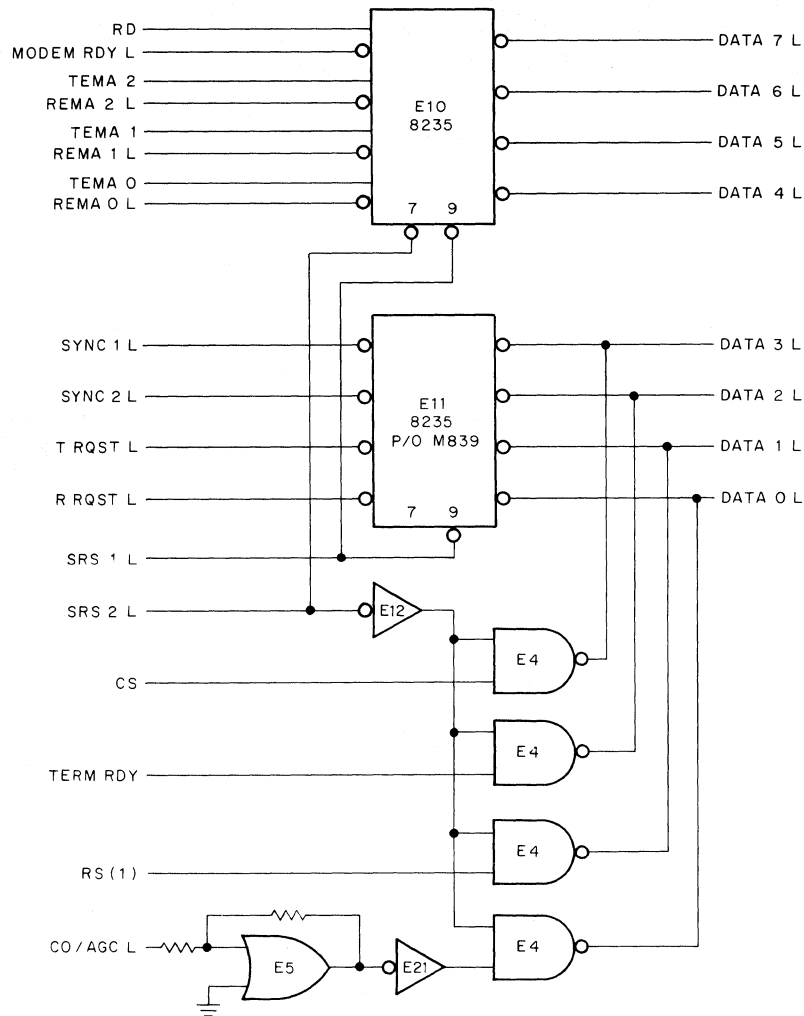 RD
MODEM RDY L
TEMA 2
REMA 2 L
TEMA 1
REMA 1 L
TEMA 0
REMA 0 L
E10
8235
7 9
DATA 7 L
DATA 6 L
DATA 5 L
DATA 4 L
SYNC 1 L
SYNC 2 L
T RQST L
R RQST L
E11
8235
P/O M839
7 9
DATA 3 L
DATA 2 L
DATA 1 L
DATA 0 L
SRS 1 L
SRS 2 L
E12
E4
CS
E4
TERM RDY
E4
RS (1)
E4
CO/AGC L
E5
E21